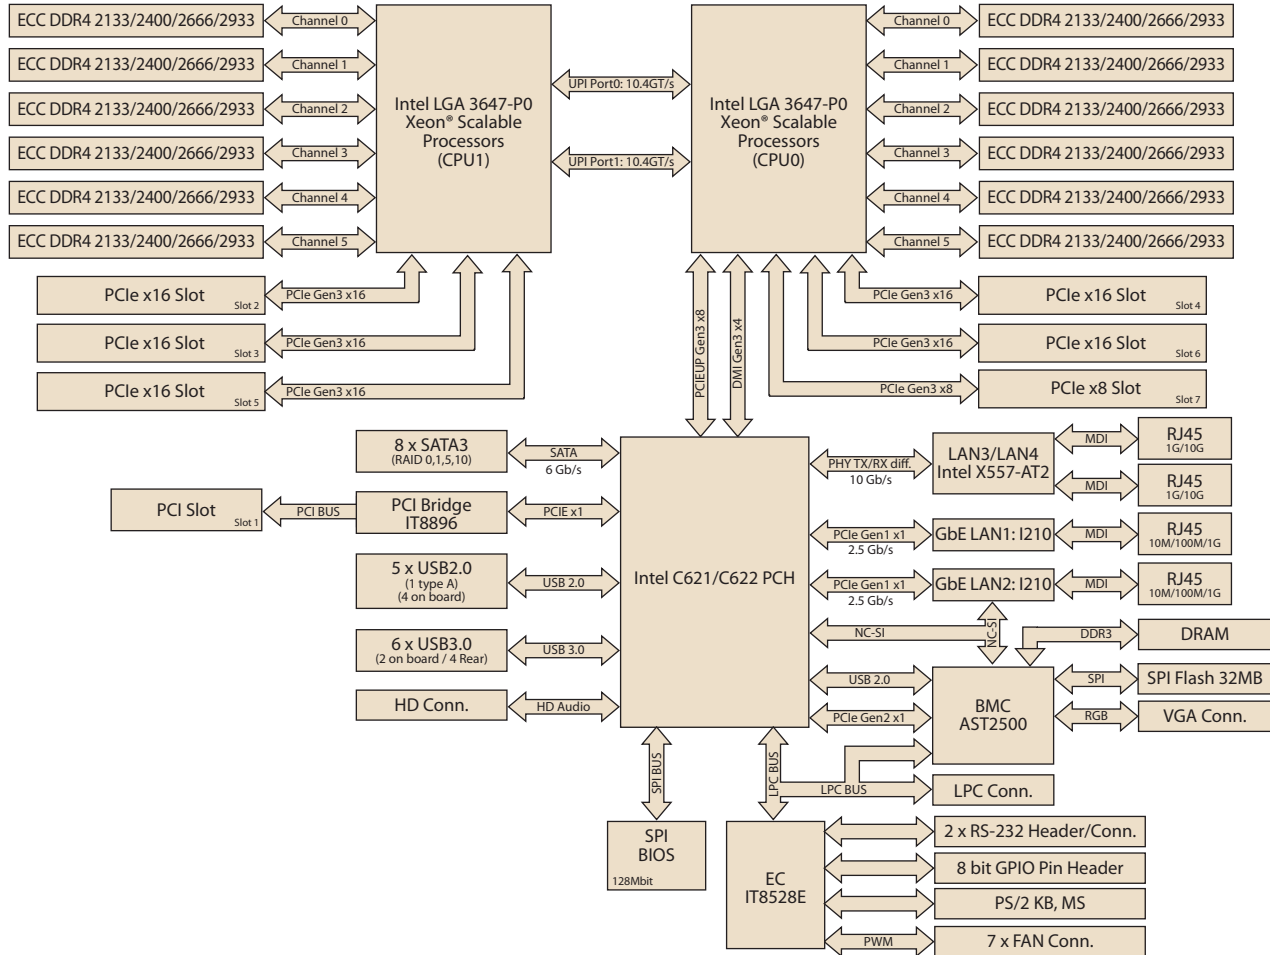 ECC DDR4 2133/2400/2666/2933
Channel 0
ECC DDR4 2133/2400/2666/2933
Channel 1
ECC DDR4 2133/2400/2666/2933
Channel 2
ECC DDR4 2133/2400/2666/2933
Channel 3
ECC DDR4 2133/2400/2666/2933
Channel 4
ECC DDR4 2133/2400/2666/2933
Channel 5
Intel LGA 3647-P0
Xeon® Scalable
Processors
(CPU1)
UPI Port0: 10.4GT/s
UPI Port1: 10.4GT/s
Intel LGA 3647-P0
Xeon® Scalable
Processors
(CPU0)
Channel 0
ECC DDR4 2133/2400/2666/2933
Channel 1
ECC DDR4 2133/2400/2666/2933
Channel 2
ECC DDR4 2133/2400/2666/2933
Channel 3
ECC DDR4 2133/2400/2666/2933
Channel 4
ECC DDR4 2133/2400/2666/2933
Channel 5
ECC DDR4 2133/2400/2666/2933
PCIe x16 Slot
Slot 2
PCIe Gen3 x16
PCIe x16 Slot
Slot 3
PCIe Gen3 x16
PCIe x16 Slot
Slot 5
PCIe Gen3 x16
PCIEUP Gen3 x8
DMI Gen3 x4
PCIe Gen3 x16
PCIe x16 Slot
Slot 4
PCIe Gen3 x16
PCIe x16 Slot
Slot 6
PCIe Gen3 x8
PCIe x8 Slot
Slot 7
8 x SATA3
(RAID 0,1,5,10)
SATA
6 Gb/s
PCI Slot
Slot 1
PCI BUS
PCI Bridge
IT8896
PCIE x1
5 x USB2.0
(1 type A)
(4 on board)
USB 2.0
6 x USB3.0
(2 on board / 4 Rear)
USB 3.0
HD Conn.
HD Audio
Intel C621/C622 PCH
PHY TX/RX diff.
10 Gb/s
LAN3/LAN4
Intel X557-AT2
MDI
RJ45
1G/10G
MDI
RJ45
1G/10G
PCIe Gen1 x1
2.5 Gb/s
GbE LAN1: I210
MDI
RJ45
10M/100M/1G
PCIe Gen1 x1
2.5 Gb/s
GbE LAN2: I210
MDI
RJ45
10M/100M/1G
NC-SI
NC-SI
DDR3
DRAM
USB 2.0
PCIe Gen2 x1
BMC
AST2500
SPI
SPI Flash 32MB
RGB
VGA Conn.
SPI BUS
LPC BUS
LPC BUS
LPC Conn.
SPI
BIOS
128Mbit
EC
IT8528E
2 x RS-232 Header/Conn.
8 bit GPIO Pin Header
PS/2 KB, MS
PWM
7 x FAN Conn.